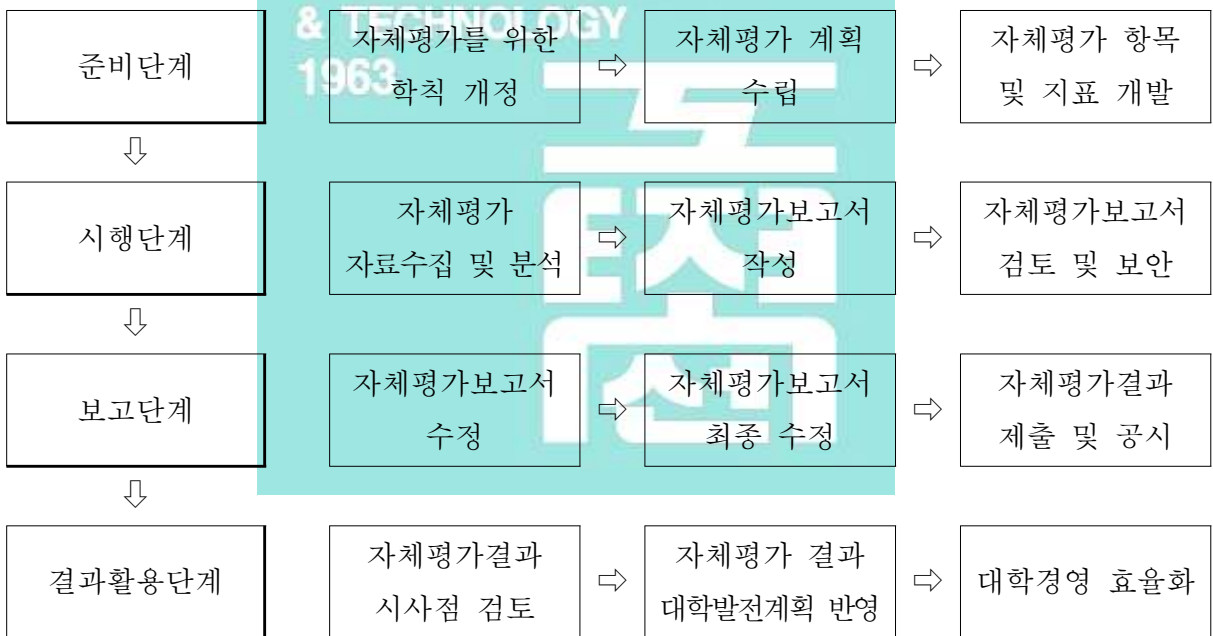 & TECHNOLOGY
1963
준비단계
자체평가를 위한
학칙 개정
⇨
자체평가 계획
수립
⇨
자체평가 항목
및 지표 개발
⇩
시행단계
자체평가
자료수집 및 분석
⇨
자체평가보고서
작성
⇨
자체평가보고서
검토 및 보안
⇩
보고단계
자체평가보고서
수정
⇨
자체평가보고서
최종 수정
⇨
자체평가결과
제출 및 공시
⇩
결과활용단계
자체평가결과
시사점 검토
⇨
자체평가 결과
대학발전계획 반영
⇨
대학경영 효율화